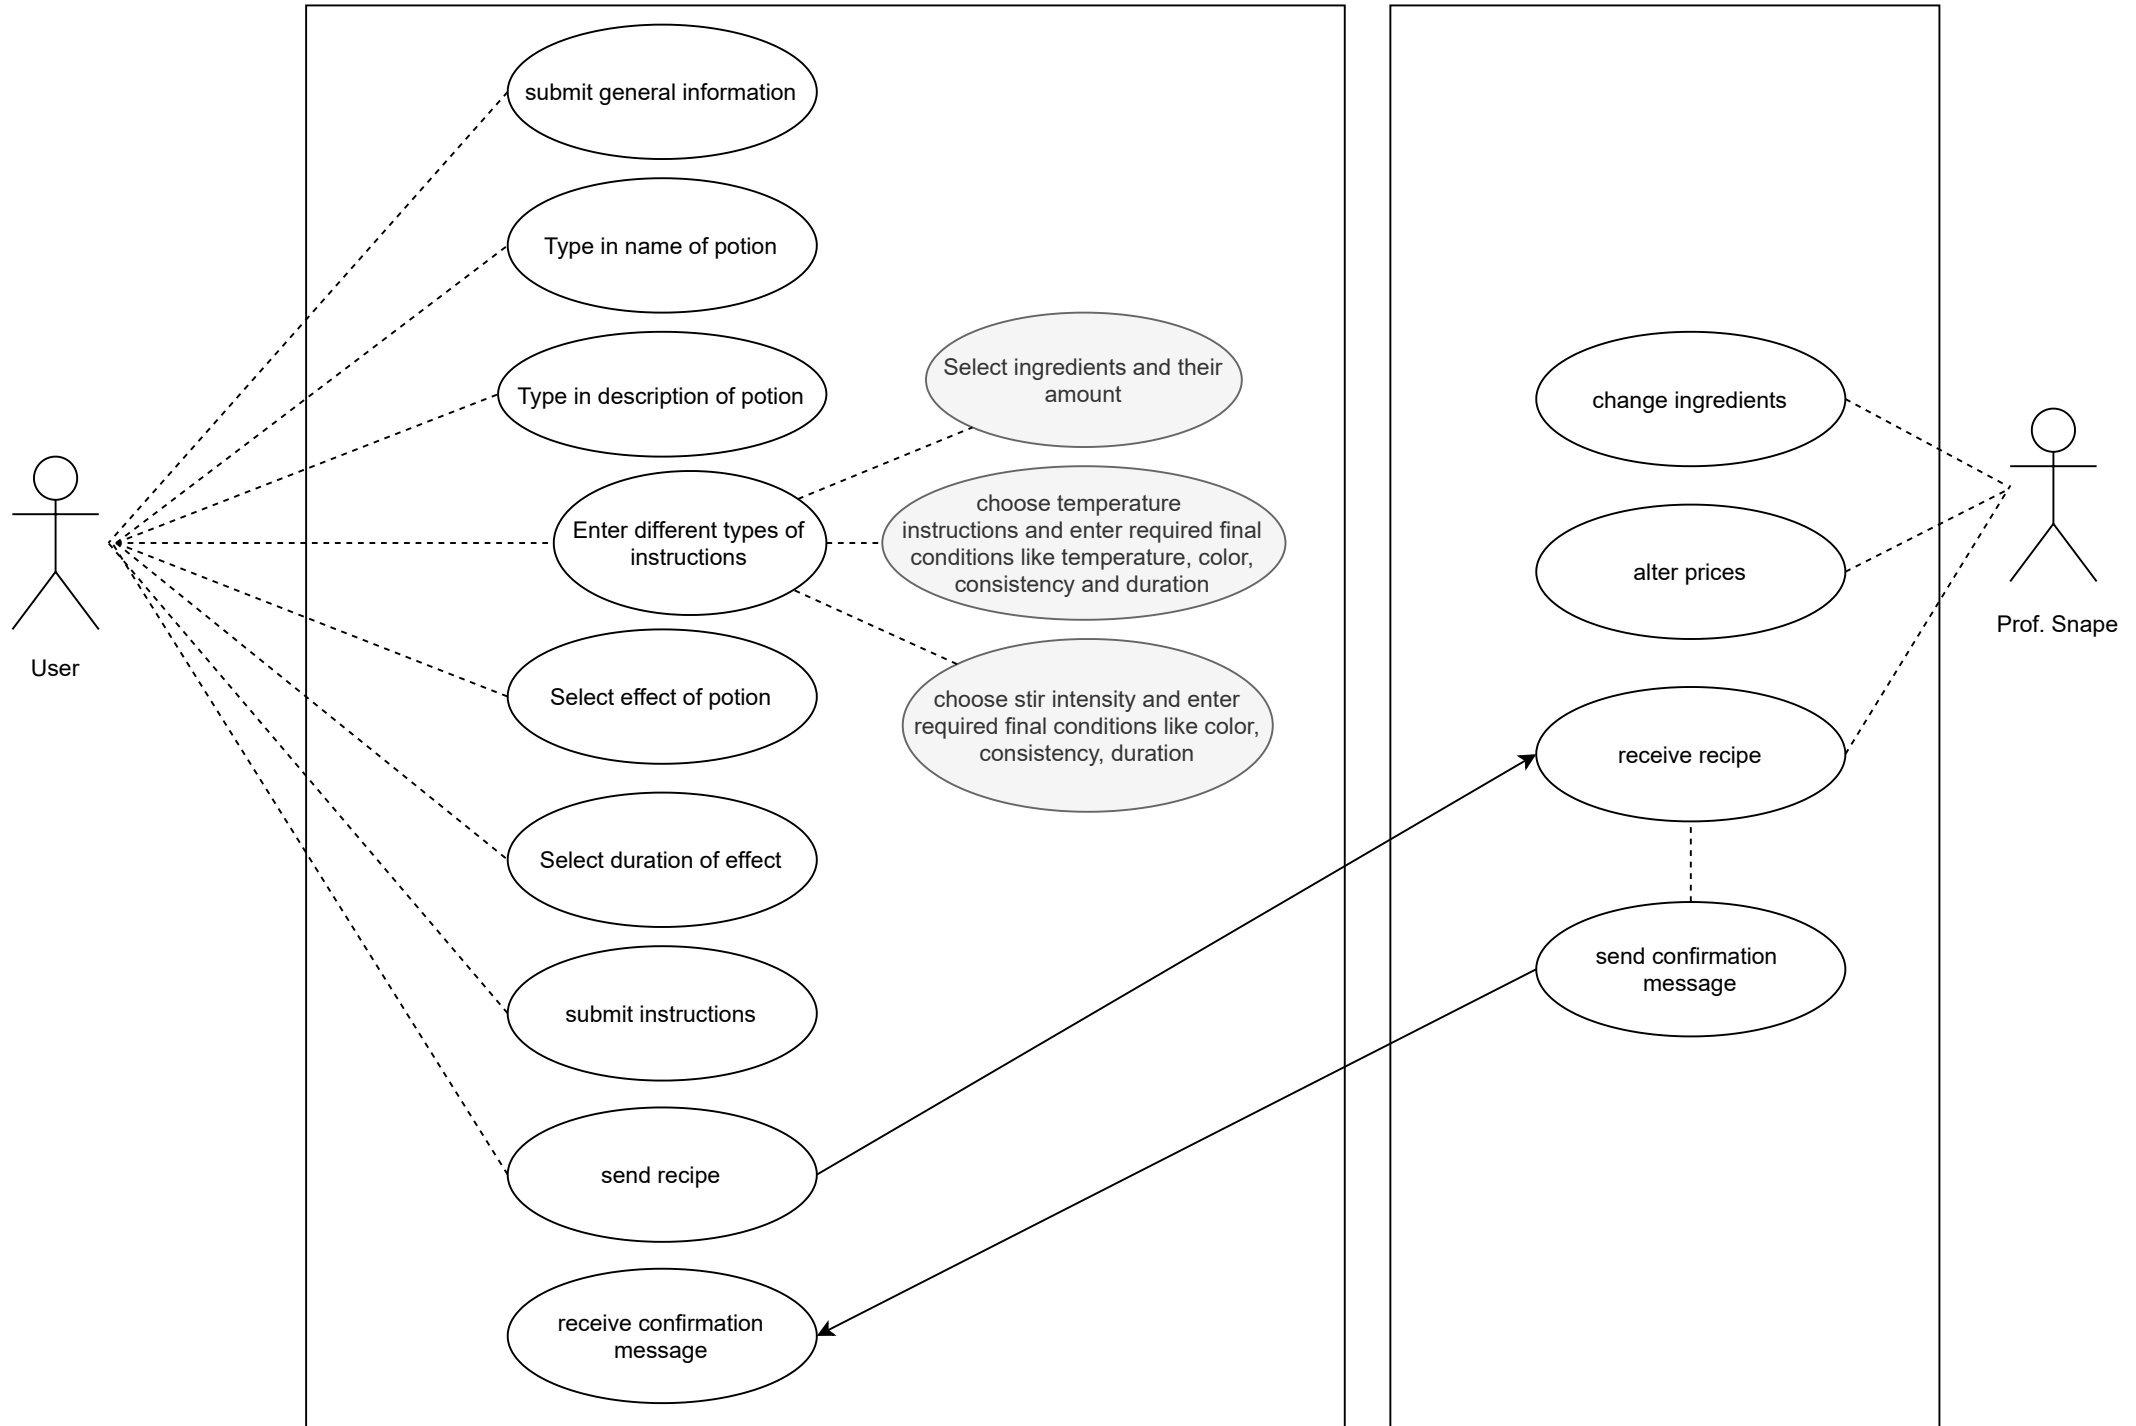 submit general information
Type in name of potion
Type in description of potion
Enter different types of
instructions
Select ingredients and their
amount
choose temperature
instructions and enter required final
conditions like temperature, color,
consistency and duration
choose stir intensity and enter
required final conditions like color,
consistency, duration
User
Select effect of potion
Select duration of effect
submit instructions
send recipe
receive confirmation
message
change ingredients
alter prices
receive recipe
send confirmation
message
Prof. Snape